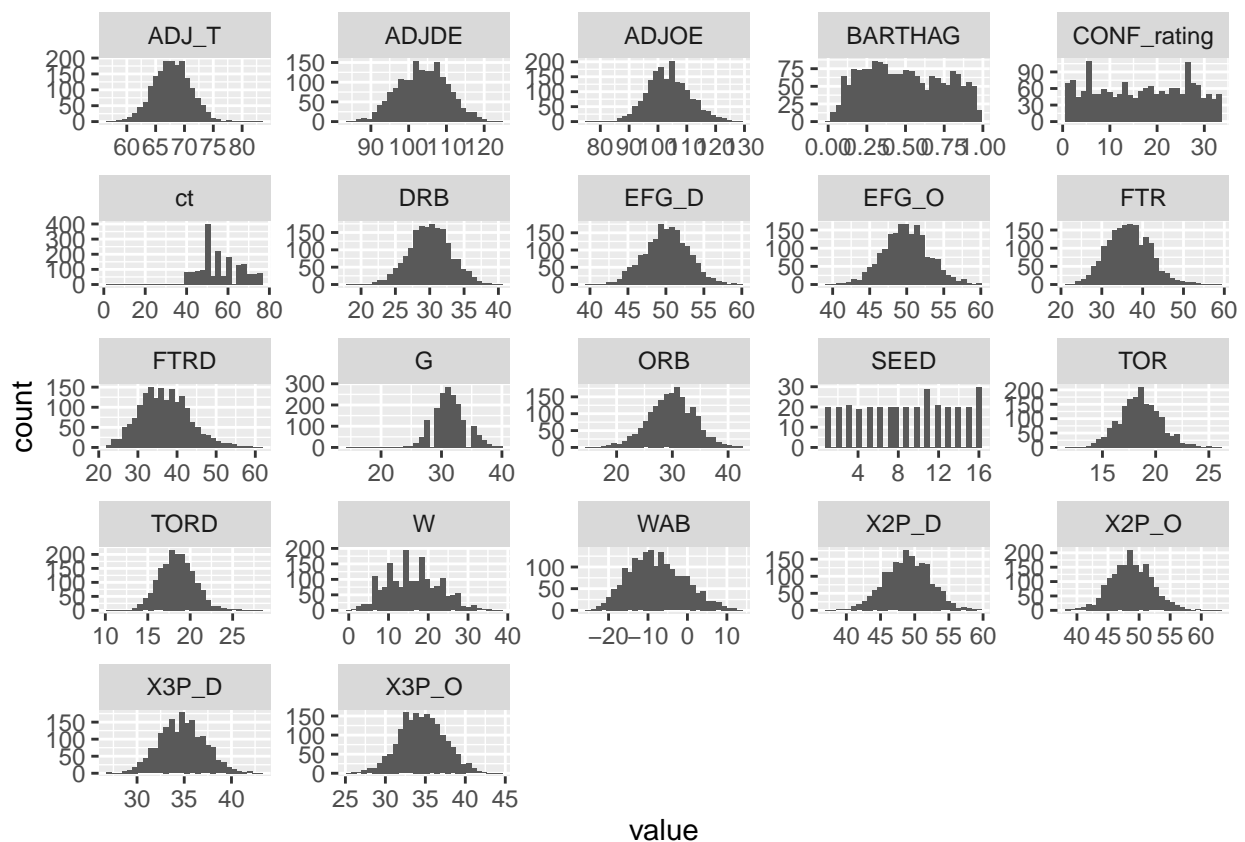 ADJ_T ADJDE ADJOE BARTHAG CONF_rating
200 150 100 50 0 60 65 70 75 80
150 100 50 0 90 100 110 120
200 150 100 50 0 80 90 100 110 120 130
75 50 25 0 0.00 0.25 0.50 0.75 1.00
90 60 30 0 0 10 20 30
ct DRB EFG_D EFG_O FTR
400 300 200 100 0 0 20 40 60 80
150 100 50 0 20 25 30 35 40
150 100 50 0 40 45 50 55 60
150 100 50 0 40 45 50 55 60
150 100 50 0 20 30 40 50 60
FTRD G ORB SEED TOR
150 100 50 0 20 30 40 50 60
300 200 100 0 20 30 40
150 100 50 0 20 30 40
30 20 10 0 4 8 12 16
200 150 100 50 0 15 20 25
TORD W WAB X2P_D X2P_O
200 150 100 50 0 10 15 20 25
200 150 100 50 0 0 10 20 30 40
100 50 0 −20 −10 0 10
150 100 50 0 40 45 50 55 60
200 150 100 50 0 40 45 50 55 60
X3P_D X3P_O
150 100 50 0 30 35 40
150 100 50 0 25 30 35 40 45
count
value